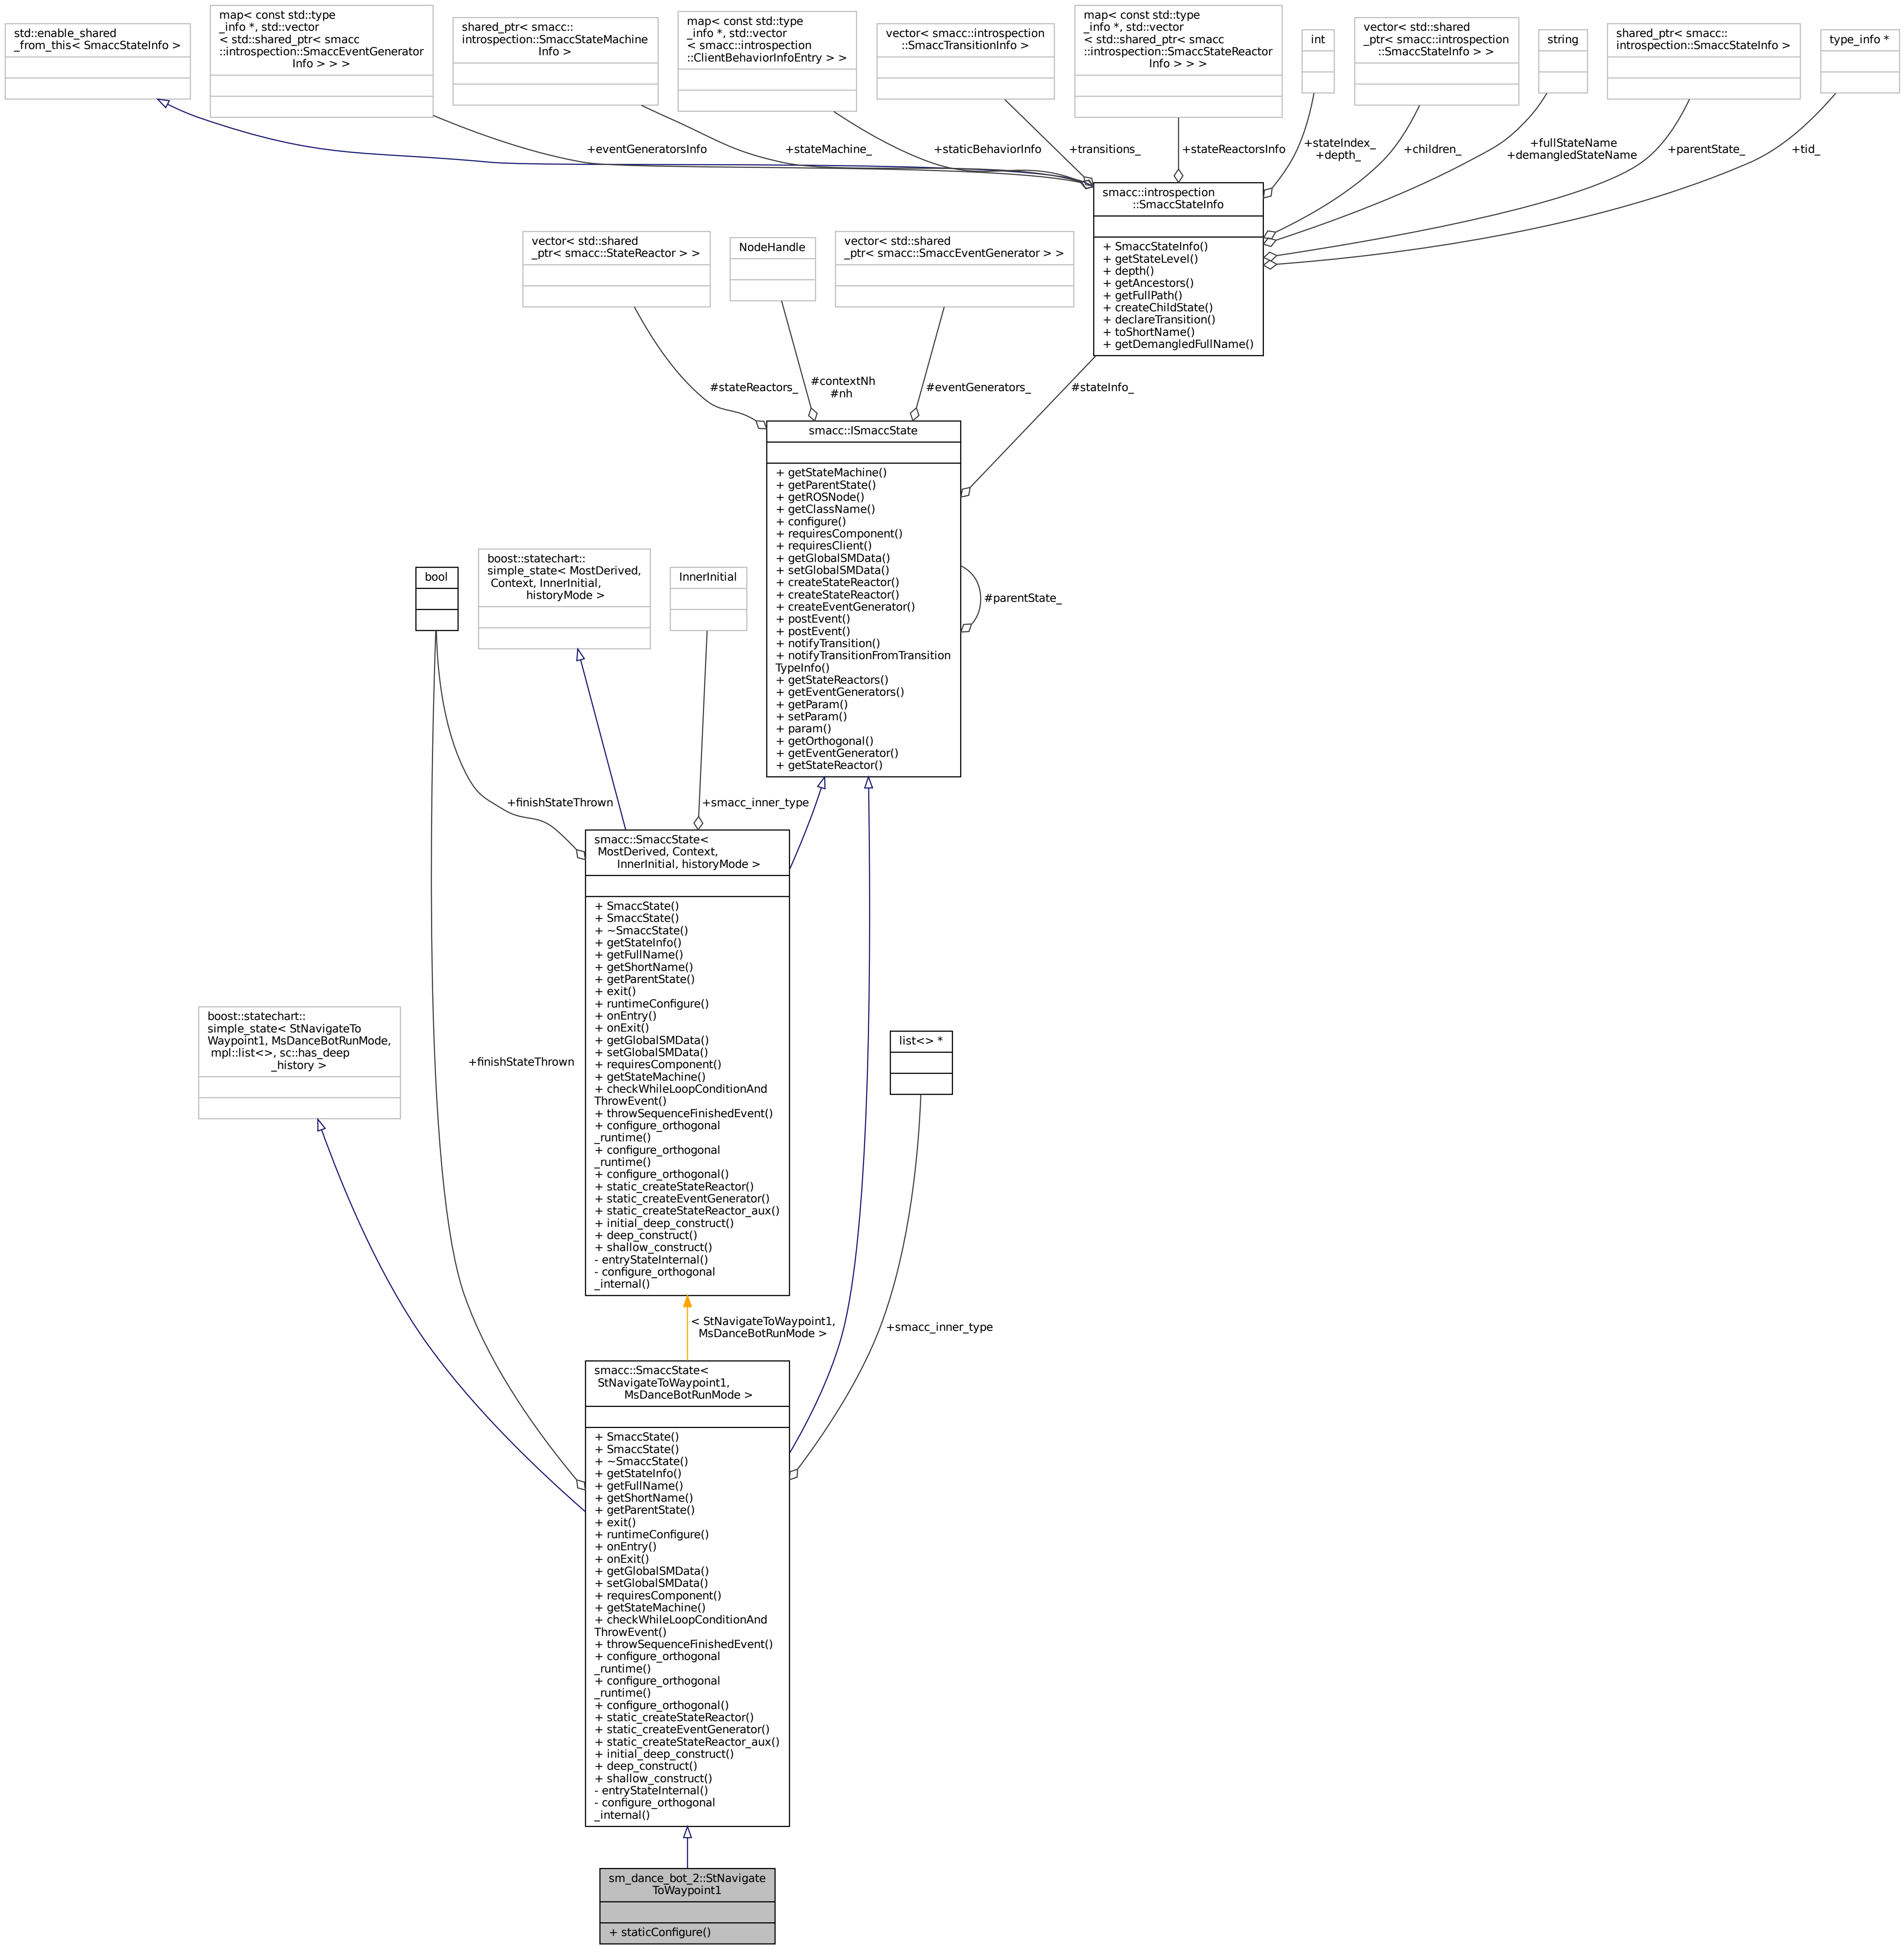 std::enable_shared
_from_this< SmaccStateInfo >
map< const std::type
_info *, std::vector
< std::shared_ptr< smacc
::introspection::SmaccEventGenerator
Info > > >
shared_ptr< smacc::
introspection::SmaccStateMachine
Info >
map< const std::type
_info *, std::vector
< smacc::introspection
::ClientBehaviorInfoEntry > >
vector< smacc::introspection
::SmaccTransitionInfo >
map< const std::type
_info *, std::vector
< std::shared_ptr< smacc
::introspection::SmaccStateReactor
Info > > >
int
vector< std::shared
_ptr< smacc::introspection
::SmaccStateInfo > >
string
shared_ptr< smacc::
introspection::SmaccStateInfo >
type_info *
+eventGeneratorsInfo
+stateMachine_
+staticBehaviorInfo
+transitions_
+stateReactorsInfo
+stateIndex_
+depth_
+children_
+fullStateName
+demangledStateName
+parentState_
+tid_
smacc::introspection
::SmaccStateInfo
+ SmaccStateInfo()
+ getStateLevel()
+ depth()
+ getAncestors()
+ getFullPath()
+ createChildState()
+ declareTransition()
+ toShortName()
+ getDemangledFullName()
vector< std::shared
_ptr< smacc::StateReactor > >
NodeHandle
vector< std::shared
_ptr< smacc::SmaccEventGenerator > >
#stateReactors_
#contextNh
#nh
#eventGenerators_
#stateInfo_
smacc::ISmaccState
+ getStateMachine()
+ getParentState()
+ getROSNode()
+ getClassName()
+ configure()
+ requiresComponent()
+ requiresClient()
+ getGlobalSMData()
+ setGlobalSMData()
+ createStateReactor()
+ createStateReactor()
+ createEventGenerator()
+ postEvent()
+ postEvent()
+ notifyTransition()
+ notifyTransitionFromTransition
TypeInfo()
+ getStateReactors()
+ getEventGenerators()
+ getParam()
+ setParam()
+ param()
+ getOrthogonal()
+ getEventGenerator()
+ getStateReactor()
#parentState_
bool
boost::statechart::
simple_state< MostDerived,
Context, InnerInitial,
historyMode >
InnerInitial
+finishStateThrown
+smacc_inner_type
smacc::SmaccState<
MostDerived, Context,
InnerInitial, historyMode >
+ SmaccState()
+ SmaccState()
+ ~SmaccState()
+ getStateInfo()
+ getFullName()
+ getShortName()
+ getParentState()
+ exit()
+ runtimeConfigure()
+ onEntry()
+ onExit()
+ getGlobalSMData()
+ setGlobalSMData()
+ requiresComponent()
+ getStateMachine()
+ checkWhileLoopConditionAnd
ThrowEvent()
+ throwSequenceFinishedEvent()
+ configure_orthogonal
_runtime()
+ configure_orthogonal
_runtime()
+ configure_orthogonal()
+ static_createStateReactor()
+ static_createEventGenerator()
+ static_createStateReactor_aux()
+ initial_deep_construct()
+ deep_construct()
+ shallow_construct()
- entryStateInternal()
- configure_orthogonal
_internal()
boost::statechart::
simple_state< StNavigateTo
Waypoint1, MsDanceBotRunMode,
mpl::list<>, sc::has_deep
_history >
+finishStateThrown
list<> *
< StNavigateToWaypoint1,
MsDanceBotRunMode >
+smacc_inner_type
smacc::SmaccState<
StNavigateToWaypoint1,
MsDanceBotRunMode >
+ SmaccState()
+ SmaccState()
+ ~SmaccState()
+ getStateInfo()
+ getFullName()
+ getShortName()
+ getParentState()
+ exit()
+ runtimeConfigure()
+ onEntry()
+ onExit()
+ getGlobalSMData()
+ setGlobalSMData()
+ requiresComponent()
+ getStateMachine()
+ checkWhileLoopConditionAnd
ThrowEvent()
+ throwSequenceFinishedEvent()
+ configure_orthogonal
_runtime()
+ configure_orthogonal
_runtime()
+ configure_orthogonal()
+ static_createStateReactor()
+ static_createEventGenerator()
+ static_createStateReactor_aux()
+ initial_deep_construct()
+ deep_construct()
+ shallow_construct()
- entryStateInternal()
- configure_orthogonal
_internal()
sm_dance_bot_2::StNavigate
ToWaypoint1
+ staticConfigure()